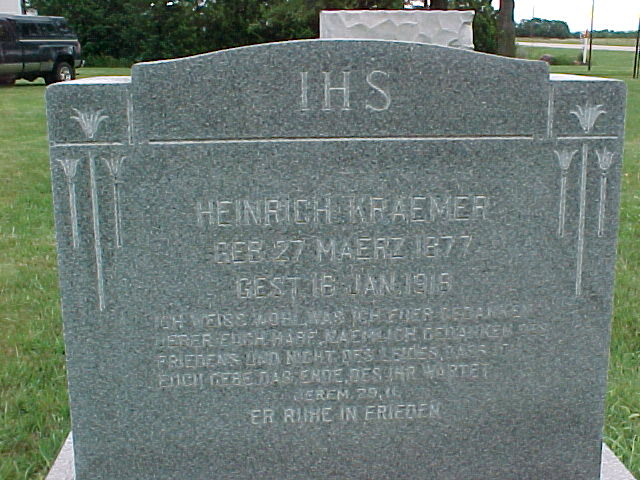 IHS
HEINRICH KRAEMER
GEB. 27 MAERZ 1877
GEST. 16 JAN. 1916
ICH WEISS WOHL, WAS ICH FUER GEDANKEN
UEBER EUCH HABE, NAEMLICH GEDANKEN DES
FRIEDENS UND NICHT DES LEIDES, DASS I
EUCH GEBE DAS ENDE, DES IHR WARTET
JEREM. 29, 11.
ER RUHE IN FRIEDEN